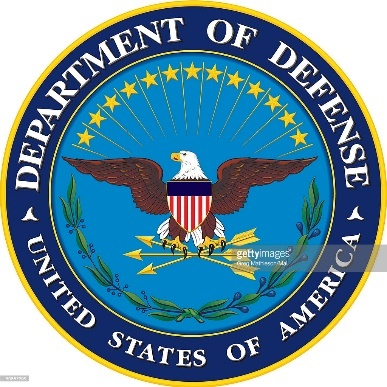 DEPARTMENT OF DEFENSE
UNITED STATES OF AMERICA
gettyimages